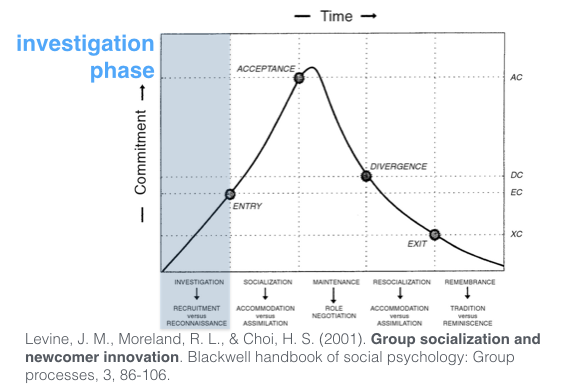 — Time →
investigation
phase
ACCEPTANCE
AC
Commitment
DIVERGENCE
DC
EC
ENTRY
XC
EXIT
INVESTIGATION SOCIALIZATION MAINTENANCE RESOCIALIZATION REMEMBRANCE
RECRUITMENT ACCOMMODATION ROLE ACCOMMODATION TRADITION
versus versus NEGOTIATION versus versus
RECONNAISSANCE ASSIMILATION ASSIMILATION REMINISCENCE
Levine, J. M., Moreland, R. L., & Choi, H. S. (2001). Group socialization and
newcomer innovation. Blackwell handbook of social psychology: Group
processes, 3, 86-106.